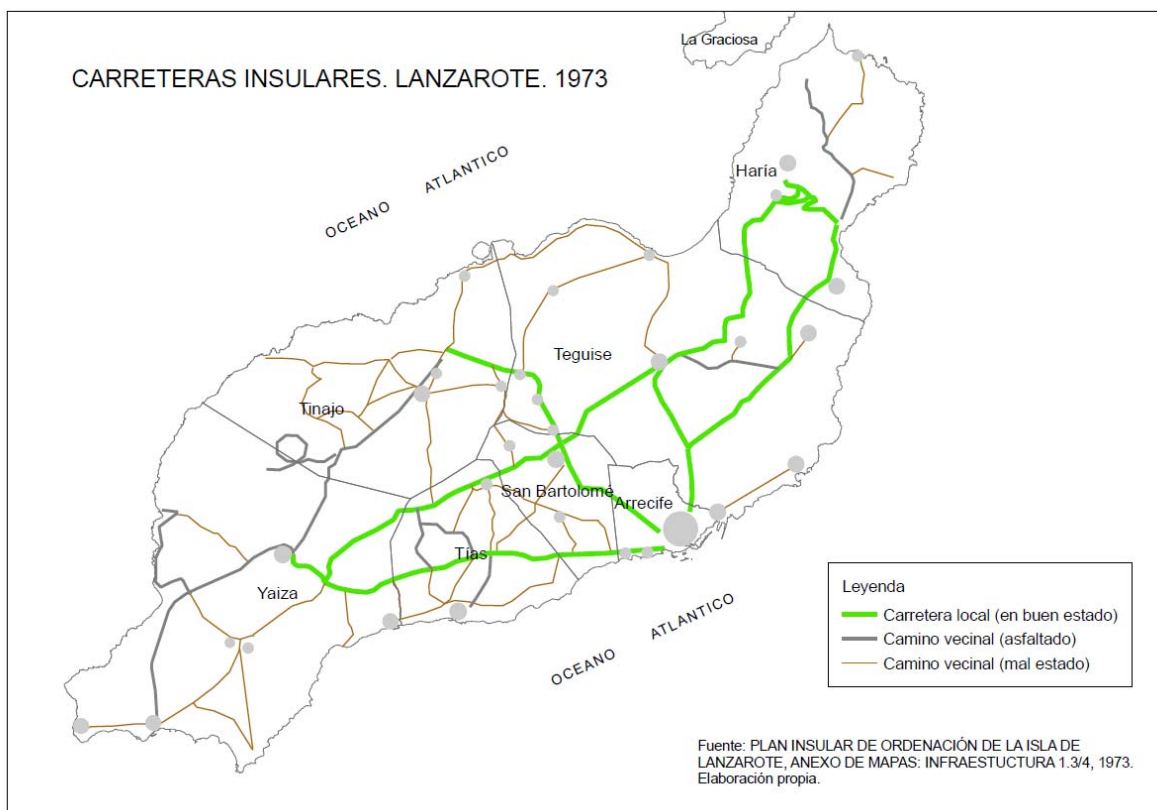 La Graciosa
CARRETERAS INSULARES. LANZAROTE. 1973
OCEANO ATLANTICO
Haría
Teguise
Tinajo
San Bartolomé
Arrecife
Tías
Yaiza
OCEANO ATLANTICO
Leyenda
Carretera local (en buen estado)
Camino vecinal (asfaltado)
Camino vecinal (mal estado)
Fuente: PLAN INSULAR DE ORDENACIÓN DE LA ISLA DE
LANZAROTE, ANEXO DE MAPAS: INFRAESTUCTURA 1.3/4, 1973.
Elaboración propia.